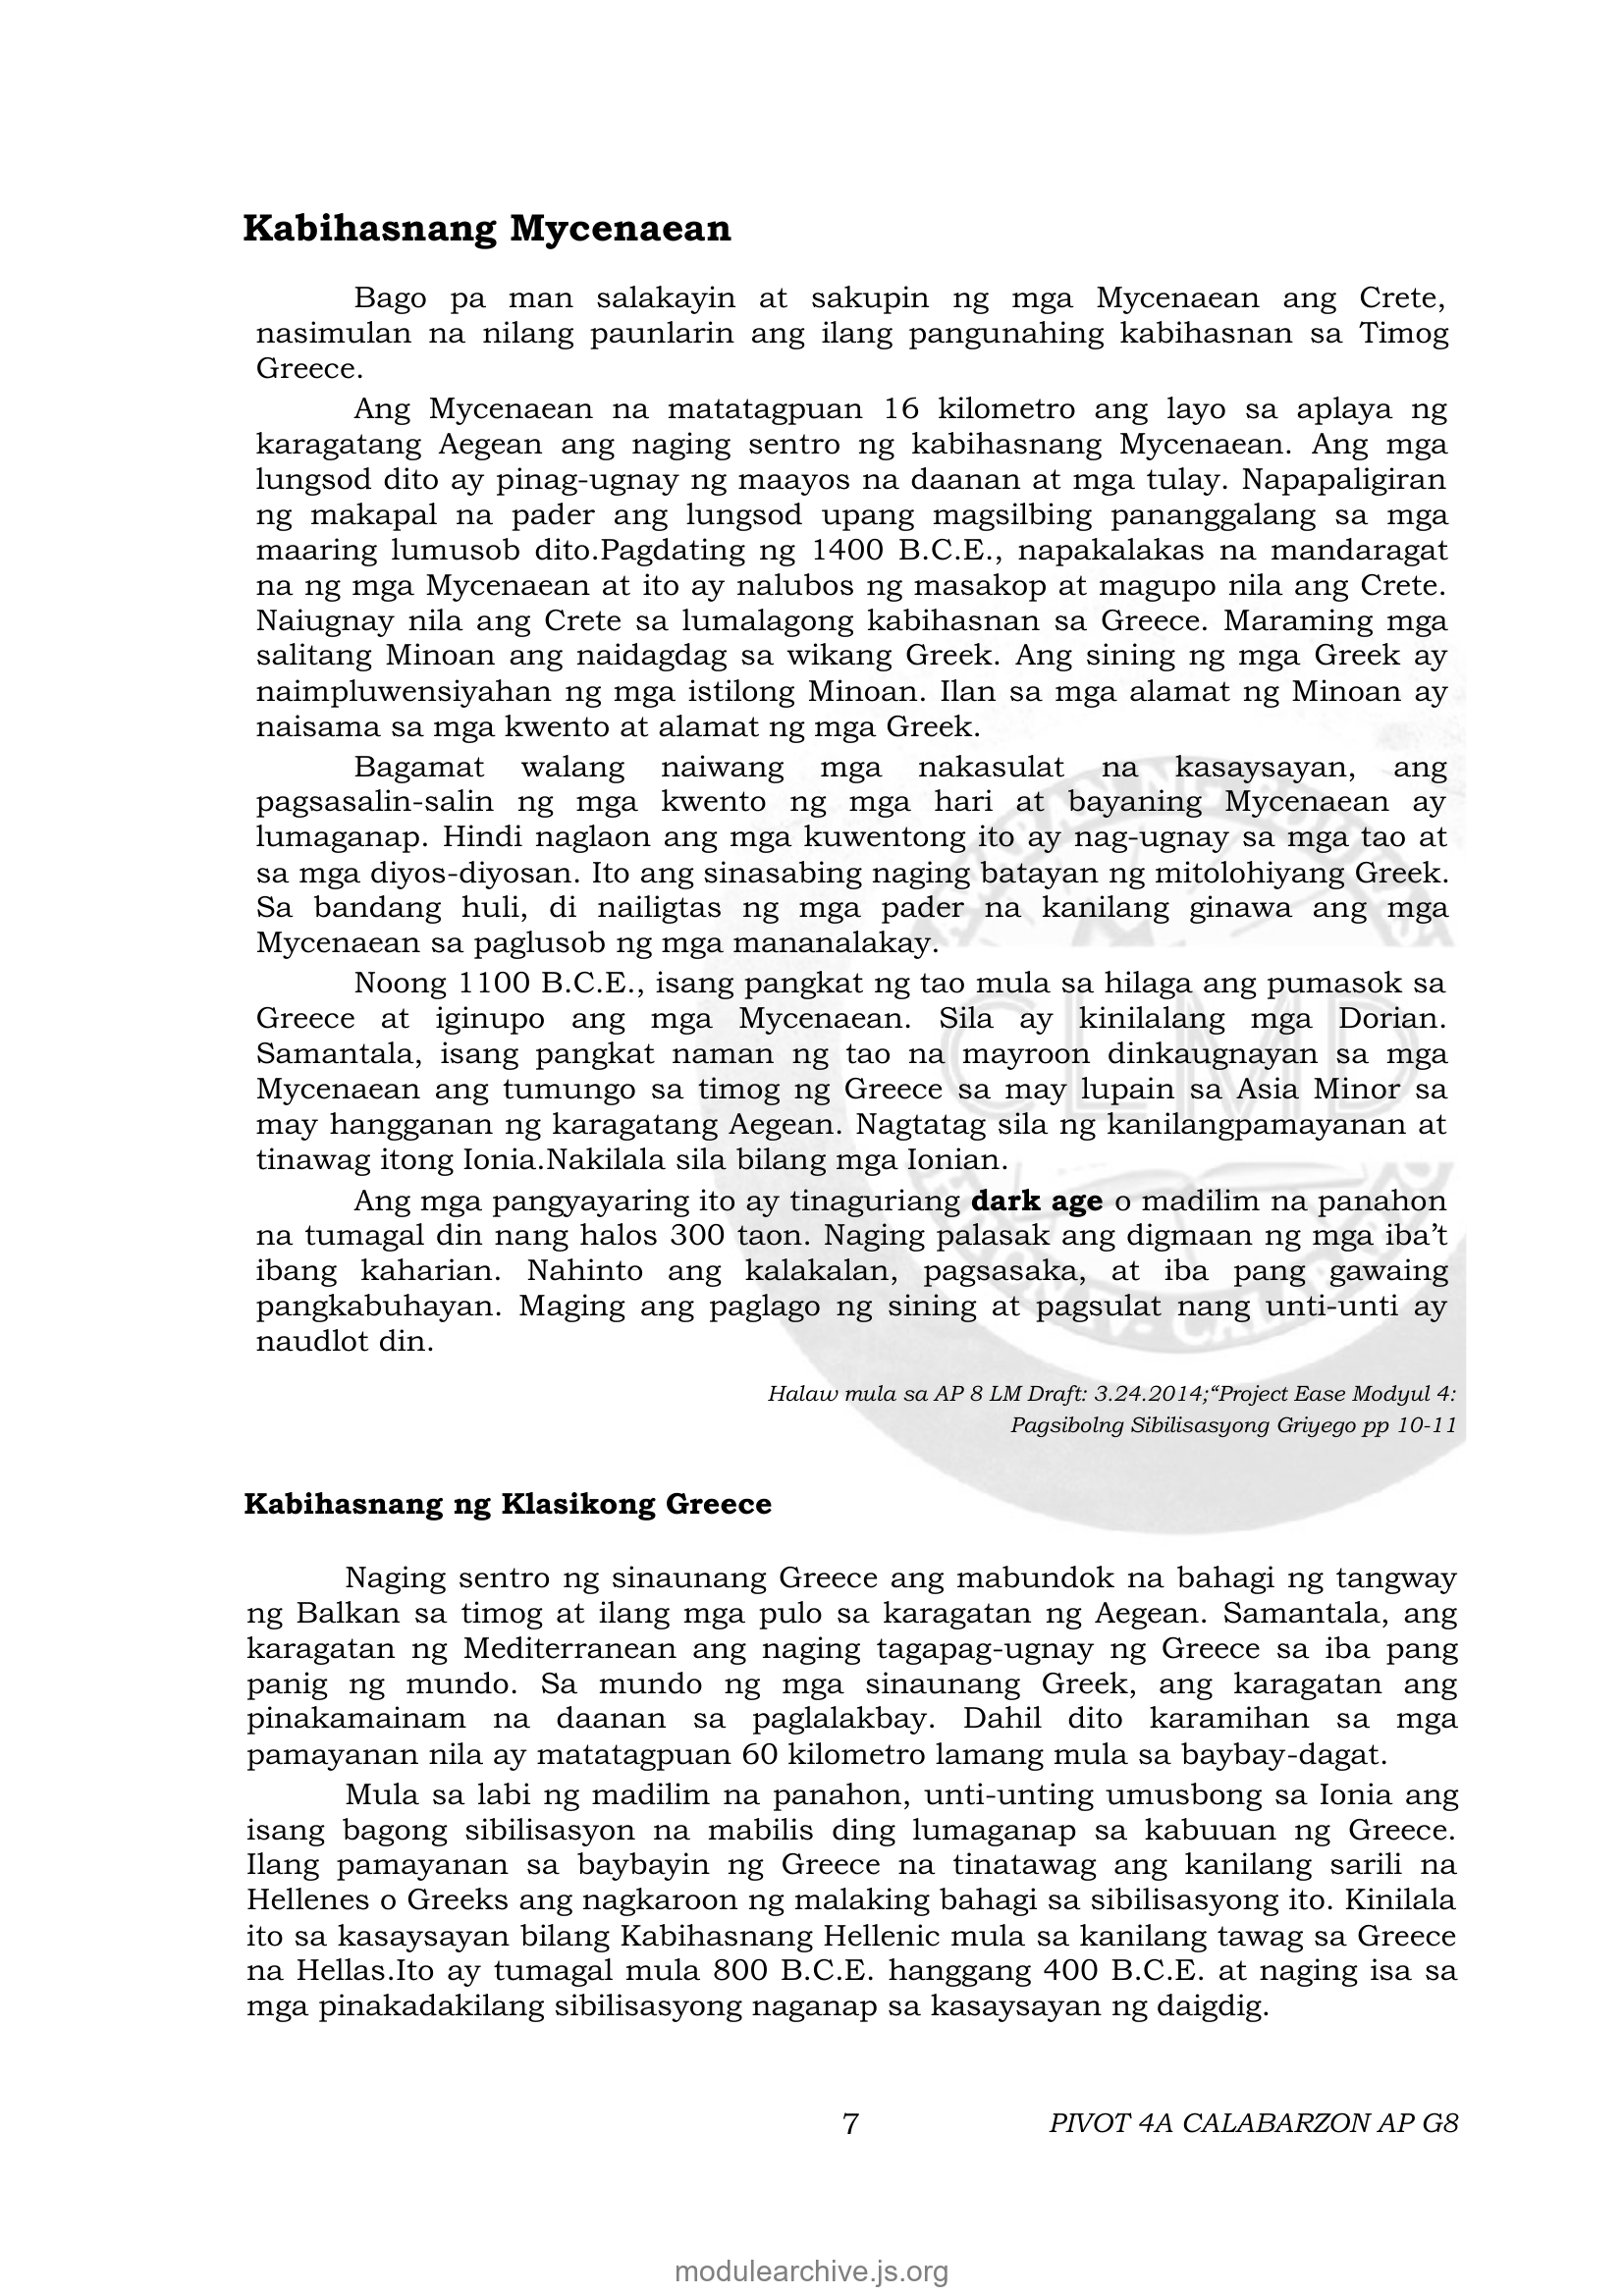 Kabihasnang Mycenaean
Bago pa man salakayin at sakupin ng mga Mycenaean ang Crete,
nasimulan na nilang paunlarin ang ilang pangunahing kabihasnan sa Timog
Greece.
Ang Mycenaean na matatagpuan 16 kilometro ang layo sa aplaya ng
karagatang Aegean ang naging sentro ng kabihasnang Mycenaean. Ang mga
lungsod dito ay pinag-ugnay ng maayos na daanan at mga tulay. Napapaligiran
ng makapal na pader ang lungsod upang magsilbing pananggalang sa mga
maaring lumusob dito.Pagdating ng 1400 B.C.E., napakalakas na mandaragat
na ng mga Mycenaean at ito ay nalubos ng masakop at magupo nila ang Crete.
Naiugnay nila ang Crete sa lumalagong kabihasnan sa Greece. Maraming mga
salitang Minoan ang naidagdag sa wikang Greek. Ang sining ng mga Greek ay
naimpluwensiyahan ng mga istilong Minoan. Ilan sa mga alamat ng Minoan ay
naisama sa mga kwento at alamat ng mga Greek.
Bagamat walang naiwang mga nakasulat na kasaysayan, ang
pagsasalin-salin ng mga kwento ng mga hari at bayaning Mycenaean ay
lumaganap. Hindi naglaon ang mga kuwentong ito ay nag-ugnay sa mga tao at
sa mga diyos-diyosan. Ito ang sinasabing naging batayan ng mitolohiyang Greek.
Sa bandang huli, di nailigtas ng mga pader na kanilang ginawa ang mga
Mycenaean sa paglusob ng mga mananalakay.
Noong 1100 B.C.E., isang pangkat ng tao mula sa hilaga ang pumasok sa
Greece at iginupo ang mga Mycenaean. Sila ay kinilalang mga Dorian.
Samantala, isang pangkat naman ng tao na mayroon dinkaugnayan sa mga
Mycenaean ang tumungo sa timog ng Greece sa may lupain sa Asia Minor sa
may hangganan ng karagatang Aegean. Nagtatag sila ng kanilangpamayanan at
tinawag itong Ionia.Nakilala sila bilang mga Ionian.
Ang mga pangyayaring ito ay tinaguriang dark age o madilim na panahon
na tumagal din nang halos 300 taon. Naging palasak ang digmaan ng mga iba’t
ibang kaharian. Nahinto ang kalakalan, pagsasaka, at iba pang gawaing
pangkabuhayan. Maging ang paglago ng sining at pagsulat nang unti-unti ay
naudlot din.
Halaw mula sa AP 8 LM Draft: 3.24.2014;“Project Ease Modyul 4:
Pagsibolng Sibilisasyong Griyego pp 10-11
Kabihasnang ng Klasikong Greece
Naging sentro ng sinaunang Greece ang mabundok na bahagi ng tangway
ng Balkan sa timog at ilang mga pulo sa karagatan ng Aegean. Samantala, ang
karagatan ng Mediterranean ang naging tagapag-ugnay ng Greece sa iba pang
panig ng mundo. Sa mundo ng mga sinaunang Greek, ang karagatan ang
pinakamainam na daanan sa paglalakbay. Dahil dito karamihan sa mga
pamayanan nila ay matatagpuan 60 kilometro lamang mula sa baybay-dagat.
Mula sa labi ng madilim na panahon, unti-unting umusbong sa Ionia ang
isang bagong sibilisasyon na mabilis ding lumaganap sa kabuuan ng Greece.
Ilang pamayanan sa baybayin ng Greece na tinatawag ang kanilang sarili na
Hellenes o Greeks ang nagkaroon ng malaking bahagi sa sibilisasyong ito. Kinilala
ito sa kasaysayan bilang Kabihasnang Hellenic mula sa kanilang tawag sa Greece
na Hellas.Ito ay tumagal mula 800 B.C.E. hanggang 400 B.C.E. at naging isa sa
mga pinakadakilang sibilisasyong naganap sa kasaysayan ng daigdig.
CLMD
7 PIVOT 4A CALABARZON AP G8
modulearchive.js.org